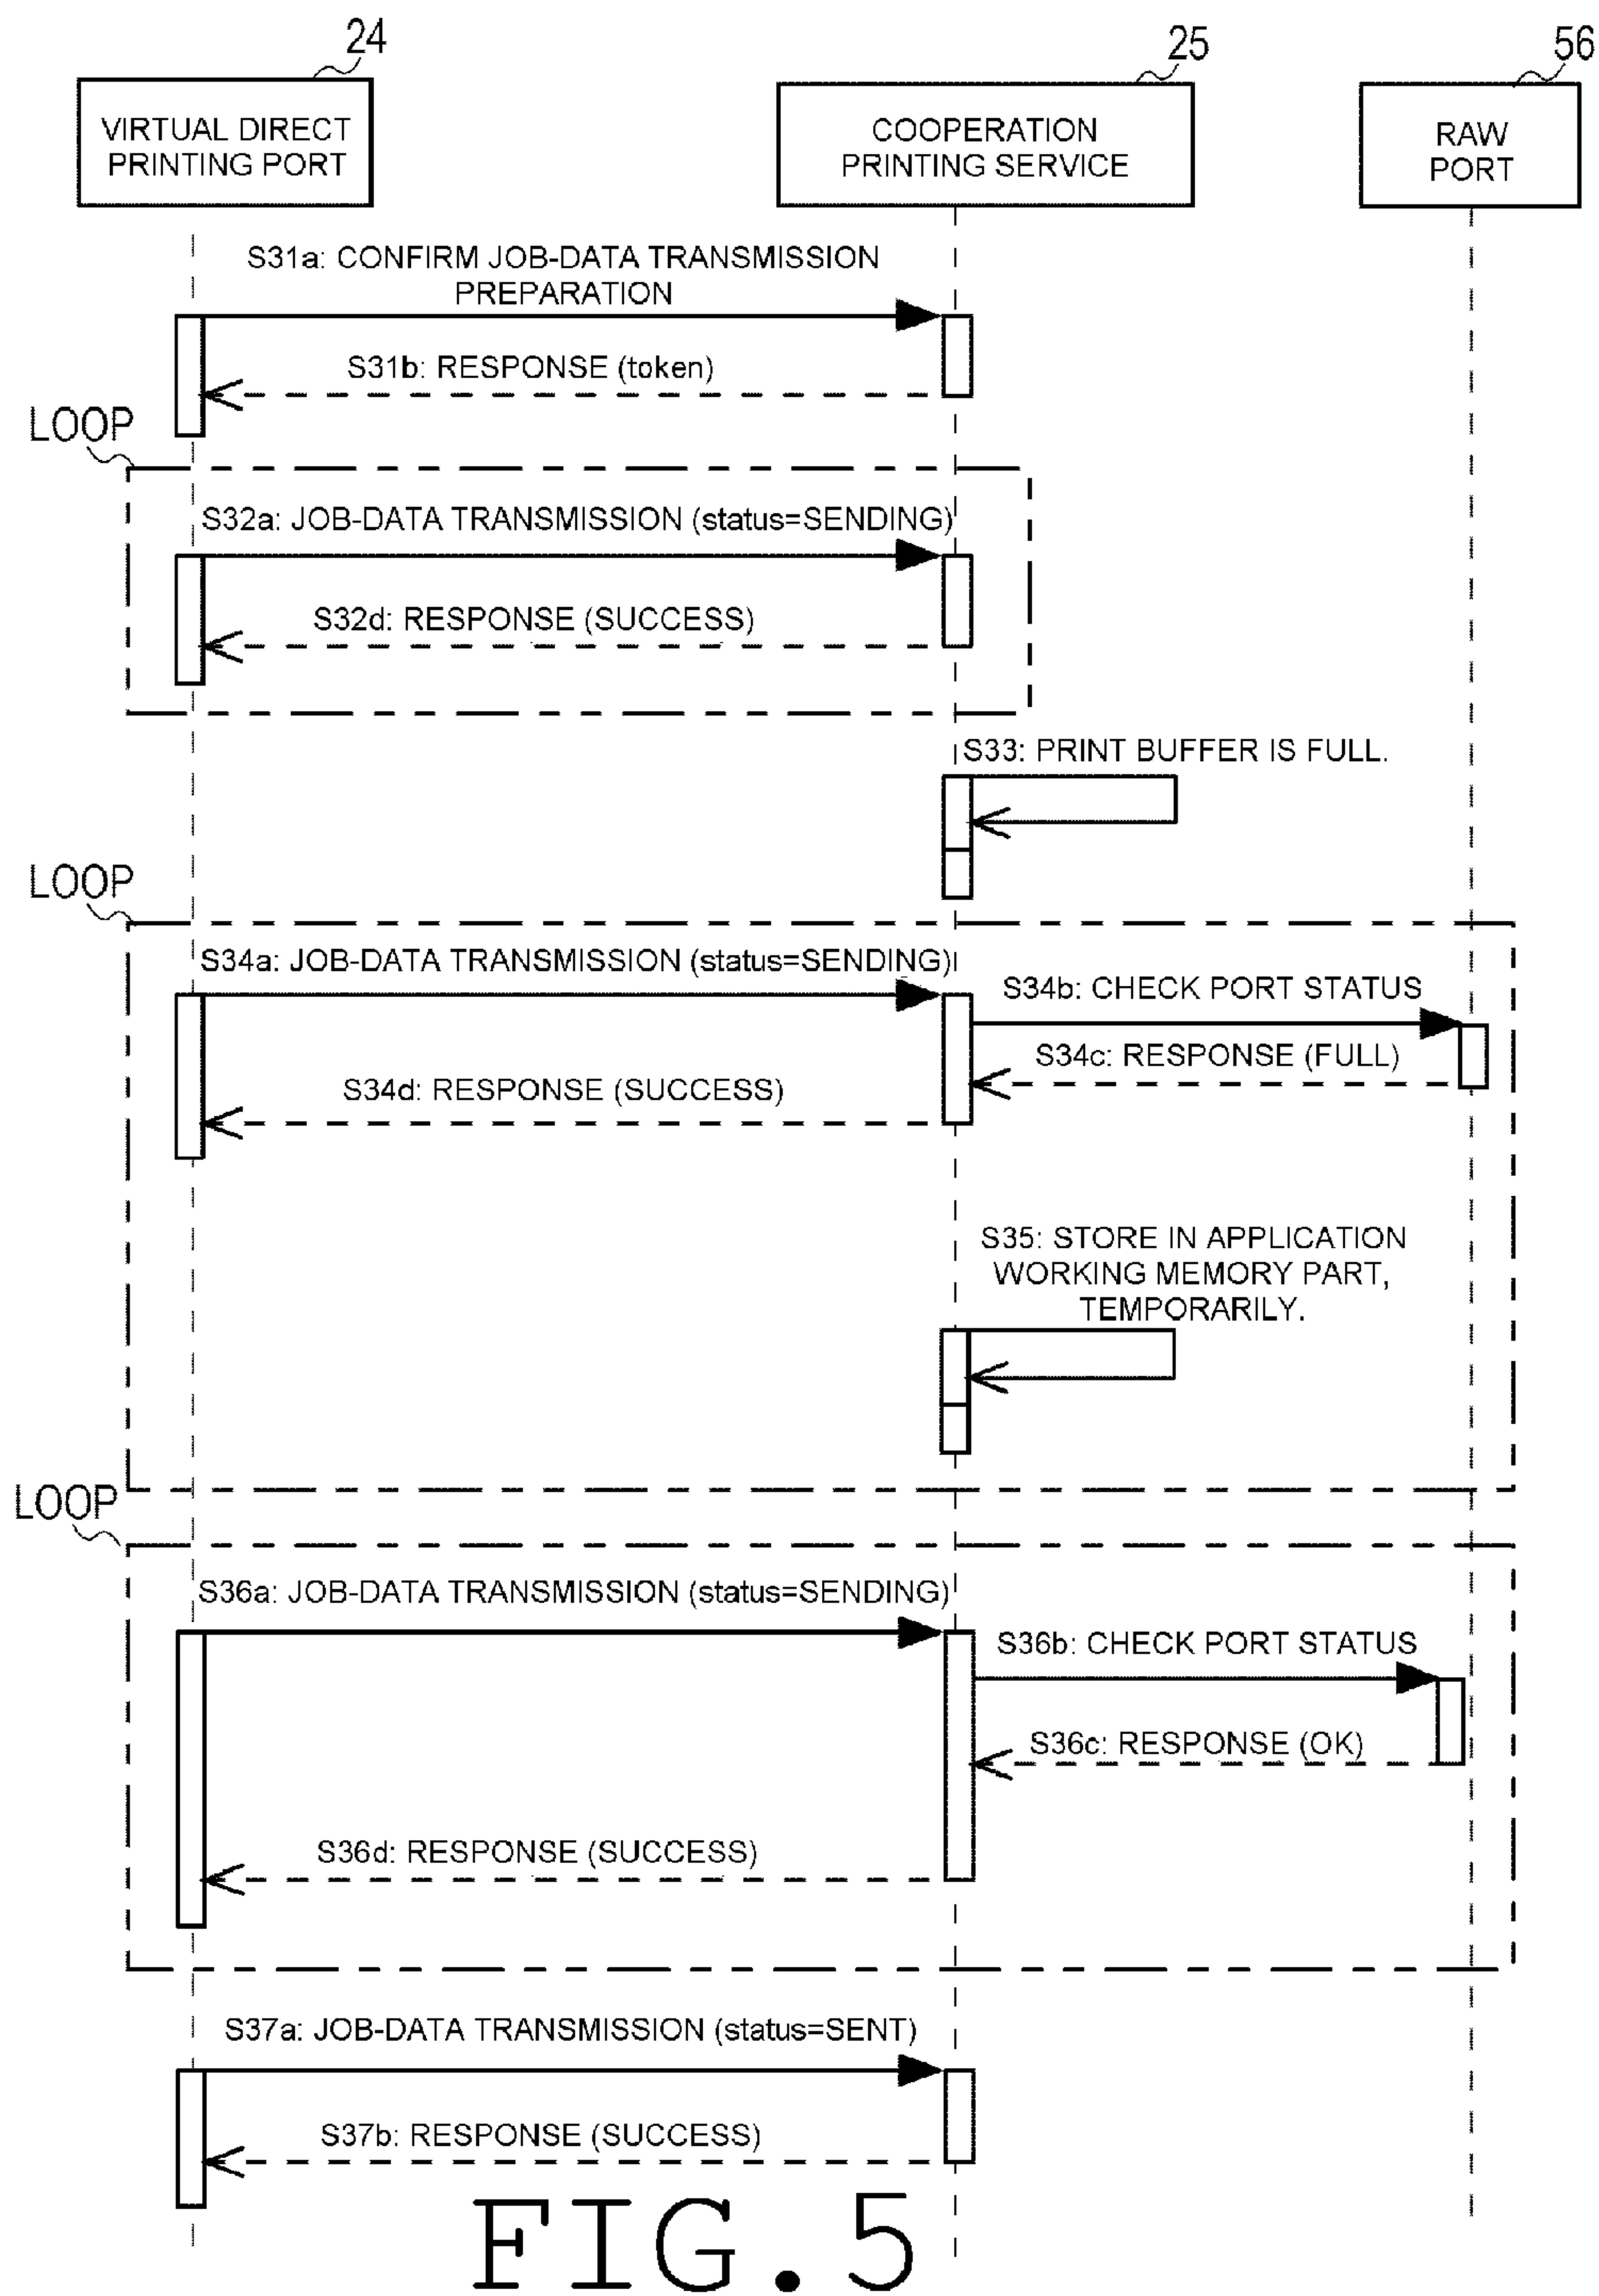 24
25
56
VIRTUAL DIRECT
PRINTING PORT
COOPERATION
PRINTING SERVICE
RAW
PORT
S31a: CONFIRM JOB-DATA TRANSMISSION
PREPARATION
S31b: RESPONSE (token)
LOOP
S32a: JOB-DATA TRANSMISSION (status=SENDING)
S32d: RESPONSE (SUCCESS)
S33: PRINT BUFFER IS FULL.
LOOP
S34a: JOB-DATA TRANSMISSION (status=SENDING)
S34b: CHECK PORT STATUS
S34c: RESPONSE (FULL)
S34d: RESPONSE (SUCCESS)
S35: STORE IN APPLICATION
WORKING MEMORY PART,
TEMPORARILY.
LOOP
S36a: JOB-DATA TRANSMISSION (status=SENDING)
S36b: CHECK PORT STATUS
S36c: RESPONSE (OK)
S36d: RESPONSE (SUCCESS)
S37a: JOB-DATA TRANSMISSION (status=SENT)
S37b: RESPONSE (SUCCESS)
FIG.5